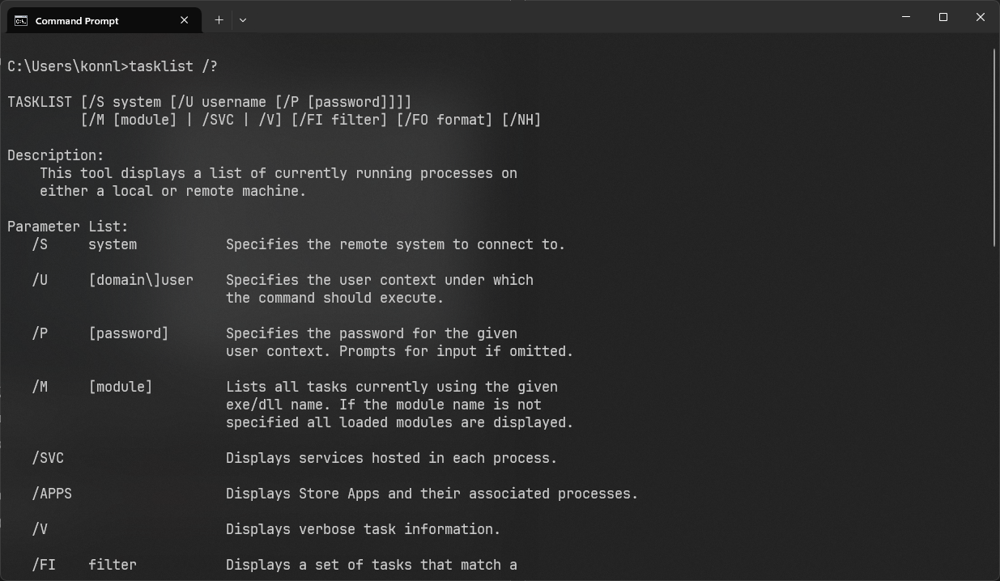 Command Prompt
C:\Users\konnl>tasklist /?
TASKLIST [/S system [/U username [/P [password]]]]
         [/M [module] | /SVC | /V] [/FI filter] [/FO format] [/NH]
Description:
    This tool displays a list of currently running processes on
    either a local or remote machine.
Parameter List:
   /S     system           Specifies the remote system to connect to.
   /U     [domain\]user    Specifies the user context under which
                           the command should execute.
   /P     [password]       Specifies the password for the given
                           user context. Prompts for input if omitted.
   /M     [module]         Lists all tasks currently using the given
                           exe/dll name. If the module name is not
                           specified all loaded modules are displayed.
   /SVC                    Displays services hosted in each process.
   /APPS                   Displays Store Apps and their associated processes.
   /V                      Displays verbose task information.
   /FI    filter           Displays a set of tasks that match a